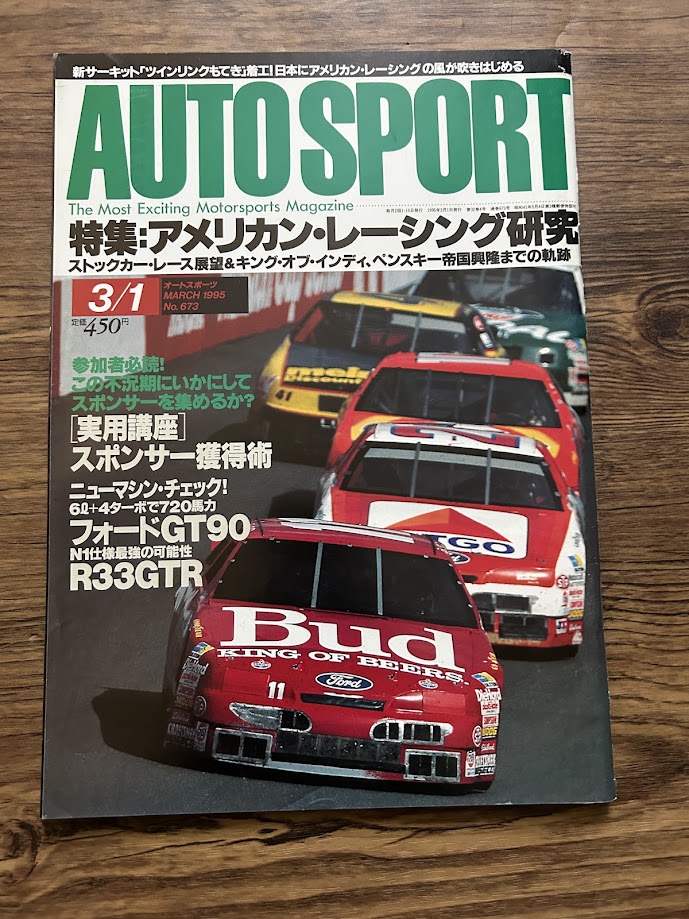 新サーキット「ツインリンクもてぎ」着工!日本にアメリカン・レーシングの風が吹きはじめる
AUTO SPORT
The Most Exciting Motorsports Magazine
特集:アメリカン・レーシング研究
ストックカー・レース展望&キング・オブ・インディ、ペンスキー帝国興隆までの軌跡
3/1
オートスポーツ
MARCH 1995
No. 673
定価450円
参加者必読!
この不況期にいかにして
スポンサーを集めるか?
[実用講座]
スポンサー獲得術
ニューマシン・チェック!
6ℓ+4ターボで720馬力
フォードGT90
N1仕様最強の可能性
R33GTR
41
Bud
KING OF BEERS
11
Ford
DieHard